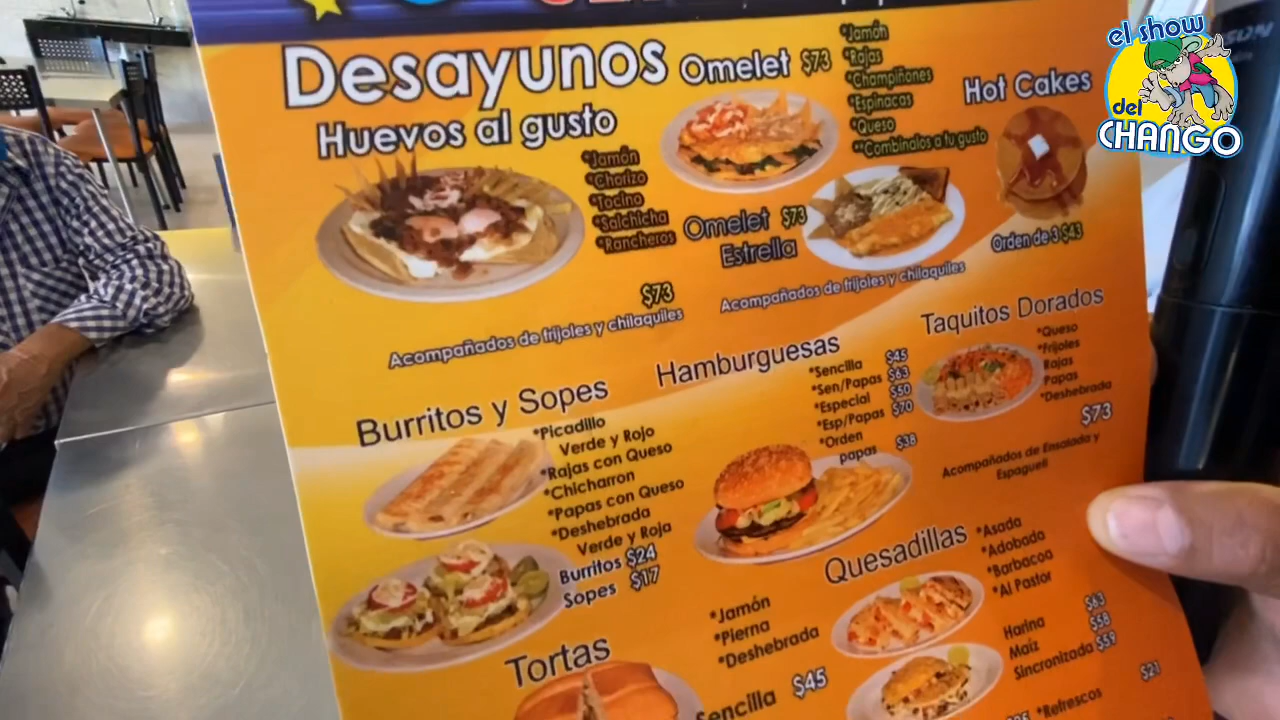 el show
del
CHANGO
Desayunos
Huevos al gusto
*Jamón
*Chorizo
*Tocino
*Salchicha
*Rancheros
$73
Acompañados de frijoles y chilaquiles
Omelet $73
*Jamón
*Rajas
*Champiñones
*Espinacas
*Queso
**Combinalos a tu gusto
Omelet $73
Estrella
Acompañados de frijoles y chilaquiles
Hot Cakes
Orden de 3 $43
Burritos y Sopes
*Picadillo
Verde y Rojo
*Rajas con Queso
*Chicharron
*Papas con Queso
*Deshebrada
Verde y Roja
Burritos $24
Sopes $17
Hamburguesas
*Sencilla $45
*Sen/Papas $63
*Especial $50
*Esp/Papas $70
*Orden
papas $38
Taquitos Dorados
*Queso
*Frijoles
Rajas
Papas
*Deshebrada
$73
Acompañados de Ensalada y
Espagueti
Quesadillas
*Asada
*Adobada
*Barbacoa
*Al Pastor
Harina $63
Maíz $58
Sincronizada $59
Tortas
*Jamón
*Pierna
*Deshebrada
Sencilla $45
*Refrescos $21